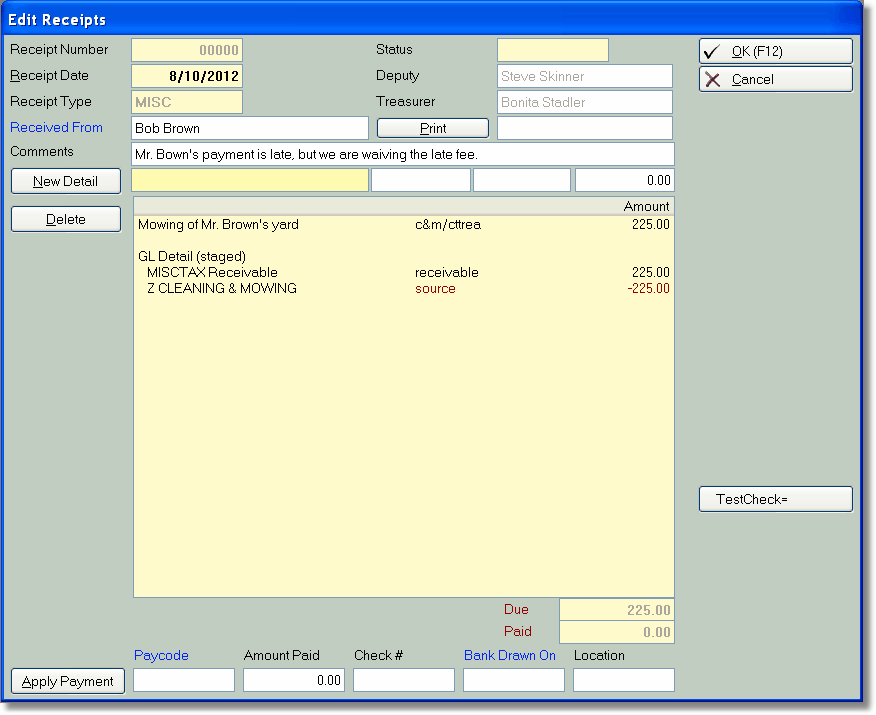 Edit Receipts
Receipt Number 00000 Status OK (F12)
Receipt Date 8/10/2012 Deputy Steve Skinner Cancel
Receipt Type MISC Treasurer Bonita Stadler
Received From Bob Brown Print
Comments Mr. Bown's payment is late, but we are waiving the late fee.
New Detail 0.00
Delete Amount
Mowing of Mr. Brown's yard c&m/cttrea 225.00
GL Detail (staged)
MISCTAX Receivable receivable 225.00
Z CLEANING & MOWING source -225.00
TestCheck=
Due 225.00
Paid 0.00
Paycode Amount Paid Check # Bank Drawn On Location
Apply Payment 0.00